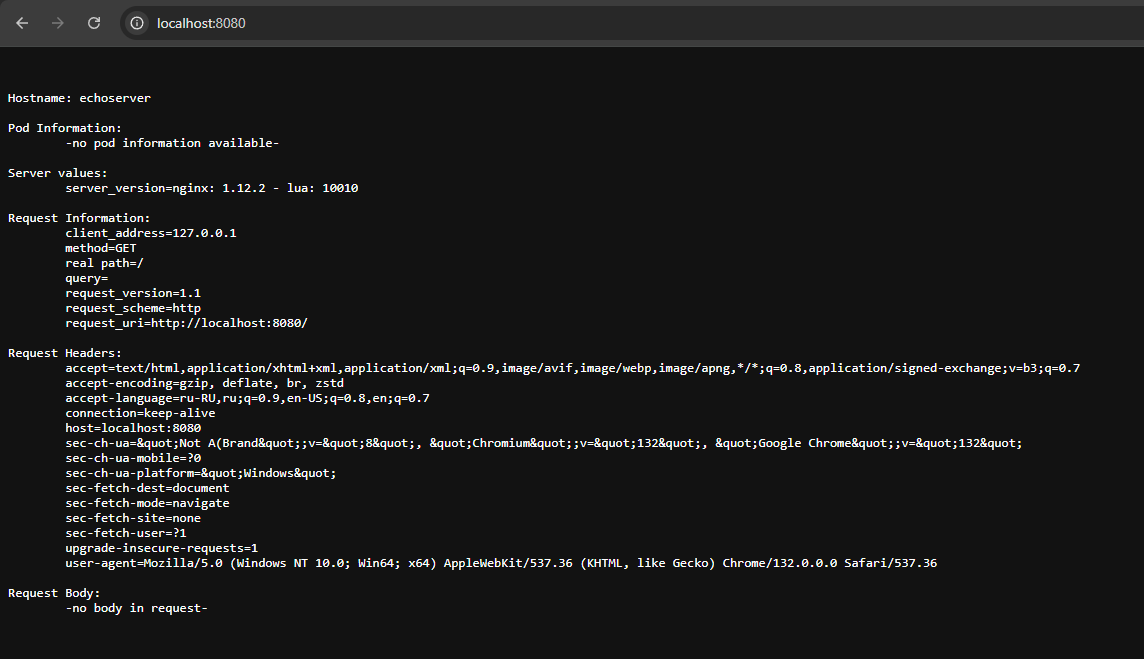 localhost:8080
Hostname: echoserver
Pod Information:
-no pod information available-
Server values:
server_version=nginx: 1.12.2 - lua: 10010
Request Information:
client_address=127.0.0.1
method=GET
real path=/
query=
request_version=1.1
request_scheme=http
request_uri=http://localhost:8080/
Request Headers:
accept=text/html,application/xhtml+xml,application/xml;q=0.9,image/avif,image/webp,image/apng,*/*;q=0.8,application/signed-exchange;v=b3;q=0.7
accept-encoding=gzip, deflate, br, zstd
accept-language=ru-RU,ru;q=0.9,en-US;q=0.8,en;q=0.7
connection=keep-alive
host=localhost:8080
sec-ch-ua=&quot;Not A(Brand&quot;;v=&quot;8&quot;, &quot;Chromium&quot;;v=&quot;132&quot;, &quot;Google Chrome&quot;;v=&quot;132&quot;
sec-ch-ua-mobile=?0
sec-ch-ua-platform=&quot;Windows&quot;
sec-fetch-dest=document
sec-fetch-mode=navigate
sec-fetch-site=none
sec-fetch-user=?1
upgrade-insecure-requests=1
user-agent=Mozilla/5.0 (Windows NT 10.0; Win64; x64) AppleWebKit/537.36 (KHTML, like Gecko) Chrome/132.0.0.0 Safari/537.36
Request Body:
-no body in request-